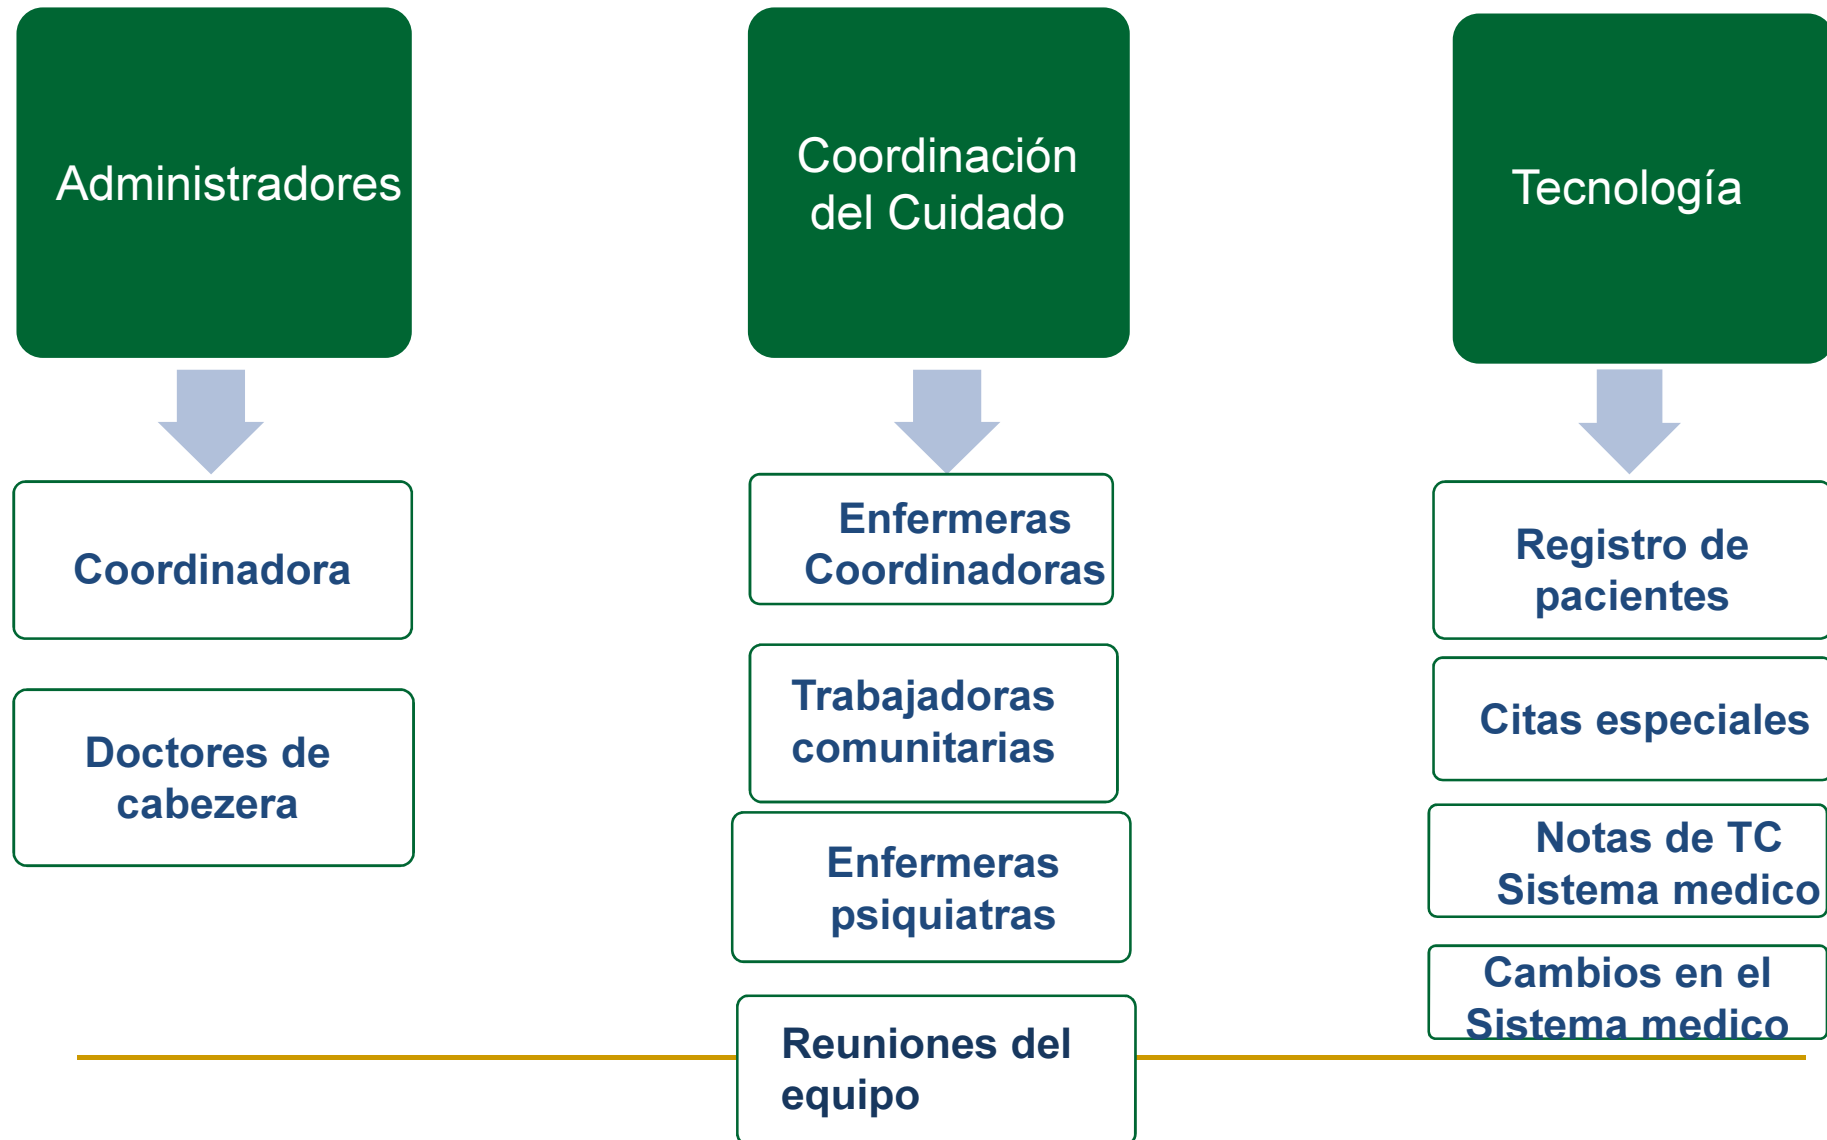 Administradores
Coordinadora
Doctores de
cabezera
Coordinación
del Cuidado
Enfermeras
Coordinadoras
Trabajadoras
comunitarias
Enfermeras
psiquiatras
Reuniones del
equipo
Tecnología
Registro de
pacientes
Citas especiales
Notas de TC
Sistema medico
Cambios en el
Sistema medico